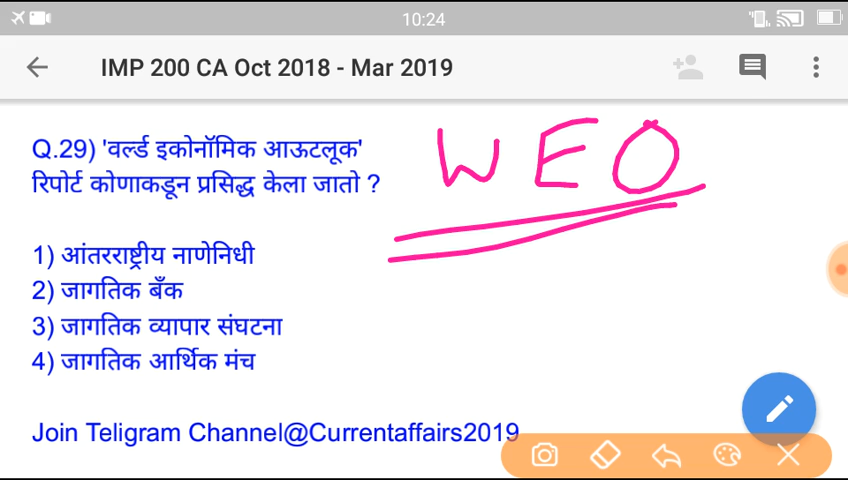 10:24
IMP 200 CA Oct 2018 - Mar 2019
Q.29) 'वर्ल्ड इकोनॉमिक आऊटलूक'
रिपोर्ट कोणाकडून प्रसिद्ध केला जातो ?
WEO
1) आंतरराष्ट्रीय नाणेनिधी
2) जागतिक बँक
3) जागतिक व्यापार संघटना
4) जागतिक आर्थिक मंच
Join Teligram Channel@Currentaffairs2019